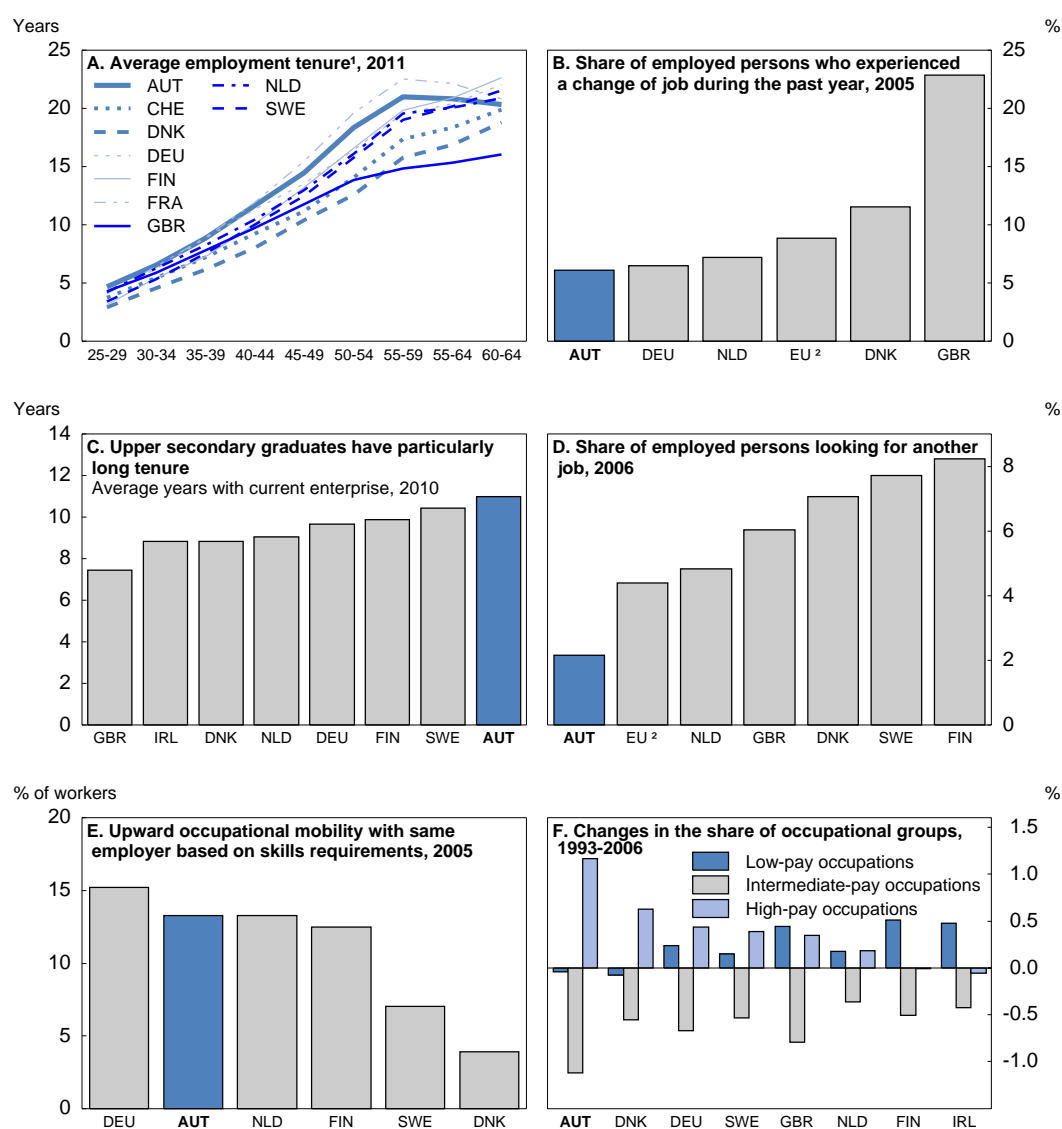 Years
%
A. Average employment tenure¹, 2011
AUT
CHE
DNK
DEU
FIN
FRA
GBR
NLD
SWE
25
20
15
10
5
0
25-29 30-34 35-39 40-44 45-49 50-54 55-59 55-64 60-64
B. Share of employed persons who experienced
a change of job during the past year, 2005
25
20
15
10
5
0
AUT DEU NLD EU ² DNK GBR
Years
%
C. Upper secondary graduates have particularly
long tenure
Average years with current enterprise, 2010
14
12
10
8
6
4
2
0
GBR IRL DNK NLD DEU FIN SWE AUT
D. Share of employed persons looking for another
job, 2006
8
6
4
2
0
AUT EU ² NLD GBR DNK SWE FIN
% of workers
%
E. Upward occupational mobility with same
employer based on skills requirements, 2005
20
15
10
5
0
DEU AUT NLD FIN SWE DNK
F. Changes in the share of occupational groups,
1993-2006
Low-pay occupations
Intermediate-pay occupations
High-pay occupations
1.5
1.0
0.5
0.0
-0.5
-1.0
AUT DNK DEU SWE GBR NLD FIN IRL